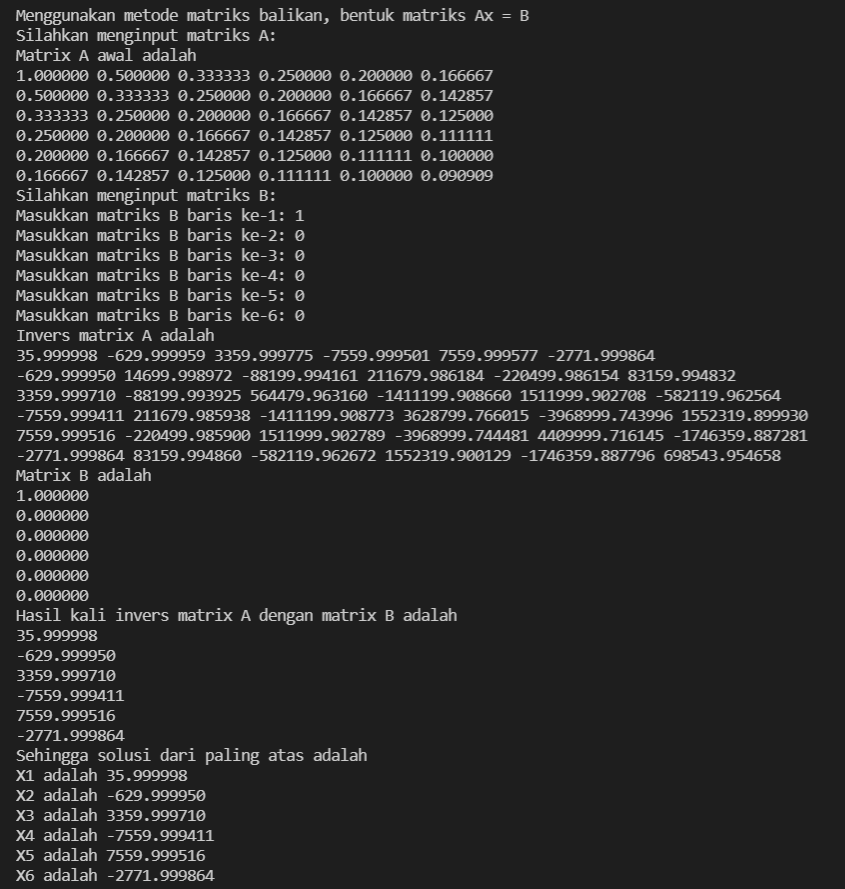 Menggunakan metode matriks balikan, bentuk matriks Ax = B
Silahkan menginput matriks A:
Matrix A awal adalah
1.000000 0.500000 0.333333 0.250000 0.200000 0.166667
0.500000 0.333333 0.250000 0.200000 0.166667 0.142857
0.333333 0.250000 0.200000 0.166667 0.142857 0.125000
0.250000 0.200000 0.166667 0.142857 0.125000 0.111111
0.200000 0.166667 0.142857 0.125000 0.111111 0.100000
0.166667 0.142857 0.125000 0.111111 0.100000 0.090909
Silahkan menginput matriks B:
Masukkan matriks B baris ke-1: 1
Masukkan matriks B baris ke-2: 0
Masukkan matriks B baris ke-3: 0
Masukkan matriks B baris ke-4: 0
Masukkan matriks B baris ke-5: 0
Masukkan matriks B baris ke-6: 0
Invers matrix A adalah
35.999998 -629.999959 3359.999775 -7559.999501 7559.999577 -2771.999864
-629.999950 14699.998972 -88199.994161 211679.986184 -220499.986154 83159.994832
3359.999710 -88199.993925 564479.963160 -1411199.908660 1511999.902708 -582119.962564
-7559.999411 211679.985938 -1411199.908773 3628799.766015 -3968999.743996 1552319.899930
7559.999516 -220499.985900 1511999.902789 -3968999.744481 4409999.716145 -1746359.887281
-2771.999864 83159.994860 -582119.962672 1552319.900129 -1746359.887796 698543.954658
Matrix B adalah
1.000000
0.000000
0.000000
0.000000
0.000000
0.000000
Hasil kali invers matrix A dengan matrix B adalah
35.999998
-629.999950
3359.999710
-7559.999411
7559.999516
-2771.999864
Sehingga solusi dari paling atas adalah
X1 adalah 35.999998
X2 adalah -629.999950
X3 adalah 3359.999710
X4 adalah -7559.999411
X5 adalah 7559.999516
X6 adalah -2771.999864